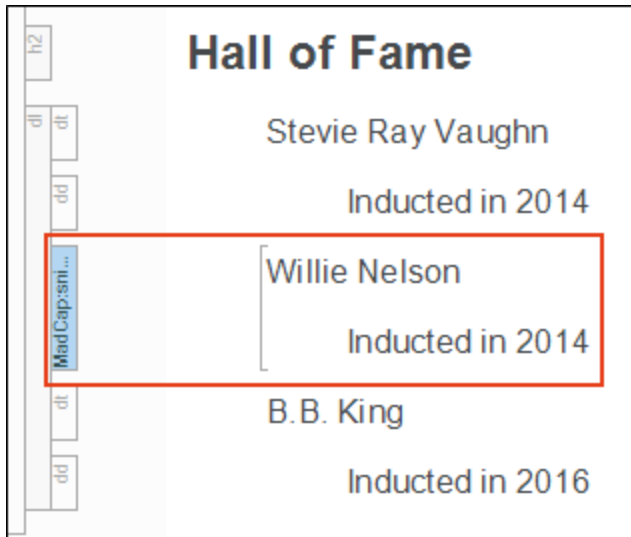 h2
Hall of Fame
dl
dt
Stevie Ray Vaughn
dd
Inducted in 2014
MadCap:sni...
Willie Nelson
Inducted in 2014
dt
B.B. King
dd
Inducted in 2016